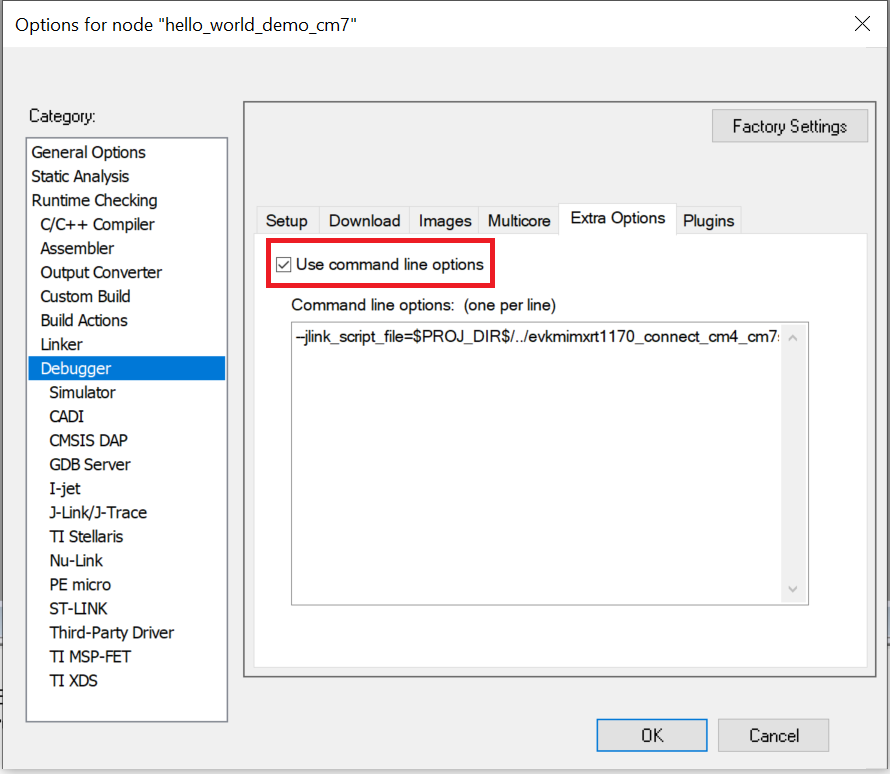 Options for node "hello_world_demo_cm7"
Category:
General Options
Static Analysis
Runtime Checking
C/C++ Compiler
Assembler
Output Converter
Custom Build
Build Actions
Linker
Debugger
Simulator
CADI
CMSIS DAP
GDB Server
I-jet
J-Link/J-Trace
TI Stellaris
Nu-Link
PE micro
ST-LINK
Third-Party Driver
TI MSP-FET
TI XDS
Factory Settings
Setup Download Images Multicore Extra Options Plugins
Use command line options
Command line options: (one per line)
--jlink_script_file=$PROJ_DIR$/../evkmimxrt1170_connect_cm4_cm7
OK Cancel